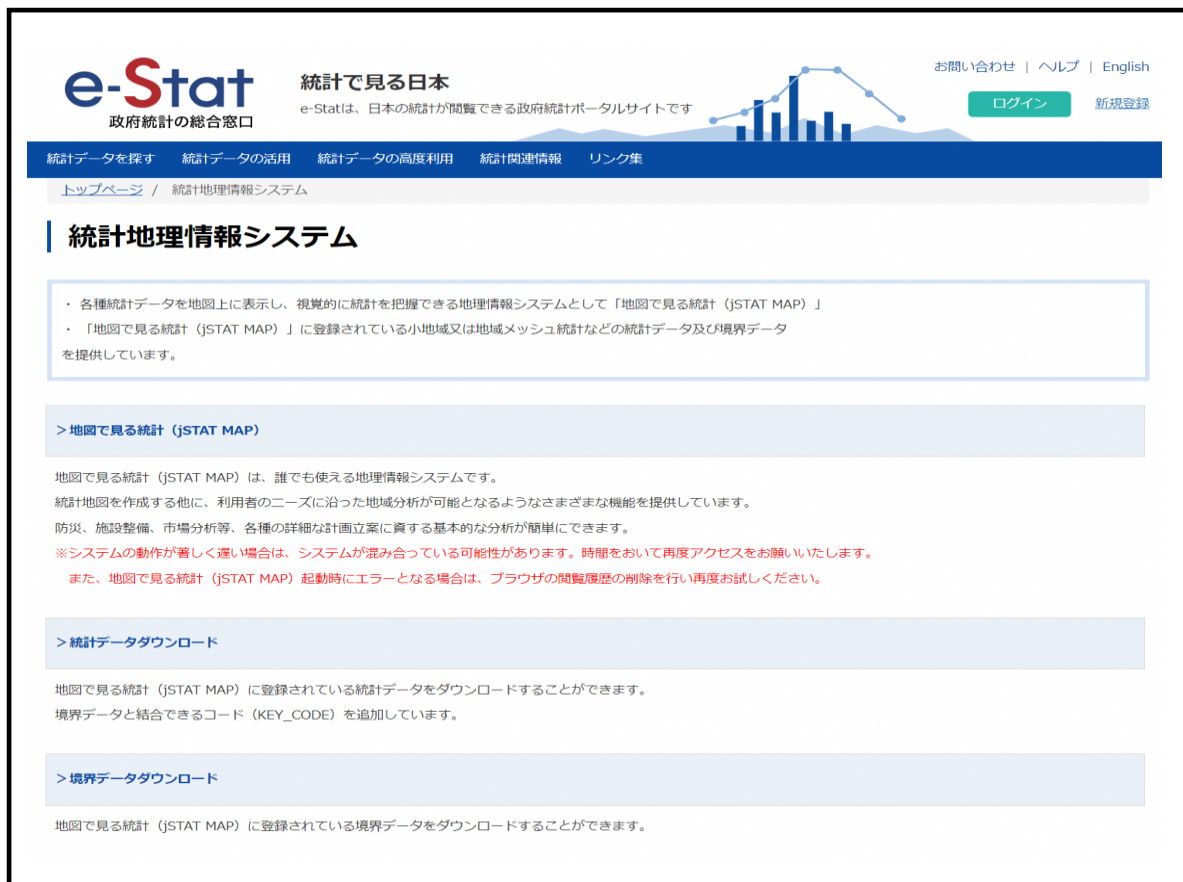 e-Stat
政府統計の総合窓口
統計で見る日本
e-Statは、日本の統計が閲覧できる政府統計ポータルサイトです
お問い合わせ | ヘルプ | English
ログイン 新規登録
統計データを探す 統計データの活用 統計データの高度利用 統計関連情報 リンク集
トップページ / 統計地理情報システム
統計地理情報システム
・ 各種統計データを地図上に表示し、視覚的に統計を把握できる地理情報システムとして「地図で見る統計（jSTAT MAP）」
・ 「地図で見る統計（jSTAT MAP）」に登録されている小地域又は地域メッシュ統計などの統計データ及び境界データ
を提供しています。
＞地図で見る統計（jSTAT MAP）
地図で見る統計（jSTAT MAP）は、誰でも使える地理情報システムです。
統計地図を作成する他に、利用者のニーズに沿った地域分析が可能となるようなさまざまな機能を提供しています。
防災、施設整備、市場分析等、各種の詳細な計画立案に資する基本的な分析が簡単にできます。
※システムの動作が著しく遅い場合は、システムが混み合っている可能性があります。時間をおいて再度アクセスをお願いいたします。
また、地図で見る統計（jSTAT MAP）起動時にエラーとなる場合は、ブラウザの閲覧履歴の削除を行い再度お試しください。
＞統計データダウンロード
地図で見る統計（jSTAT MAP）に登録されている統計データをダウンロードすることができます。
境界データと結合できるコード（KEY_CODE）を追加しています。
＞境界データダウンロード
地図で見る統計（jSTAT MAP）に登録されている境界データをダウンロードすることができます。